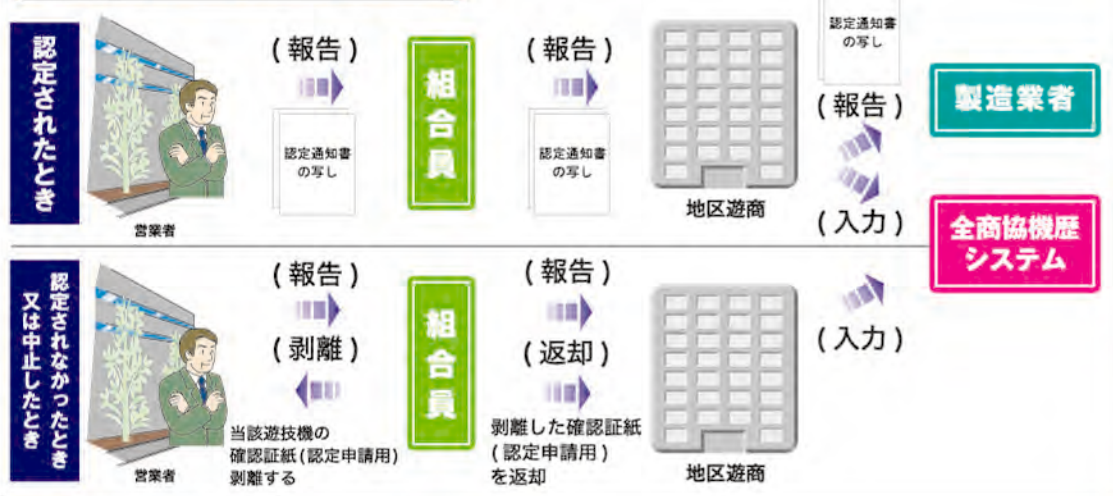 認定されたとき
営業者
(報告)
認定通知書
の写し
組合員
(報告)
認定通知書
の写し
地区遊商
認定通知書
の写し
(報告)
(入力)
製造業者
全商協機歴
システム
認定されなかったとき
又は中止したとき
営業者
(報告)
(剥離)
当該遊技機の
確認証紙(認定申請用)
剥離する
組合員
(報告)
(返却)
剥離した確認証紙
(認定申請用)
を返却
地区遊商
(入力)